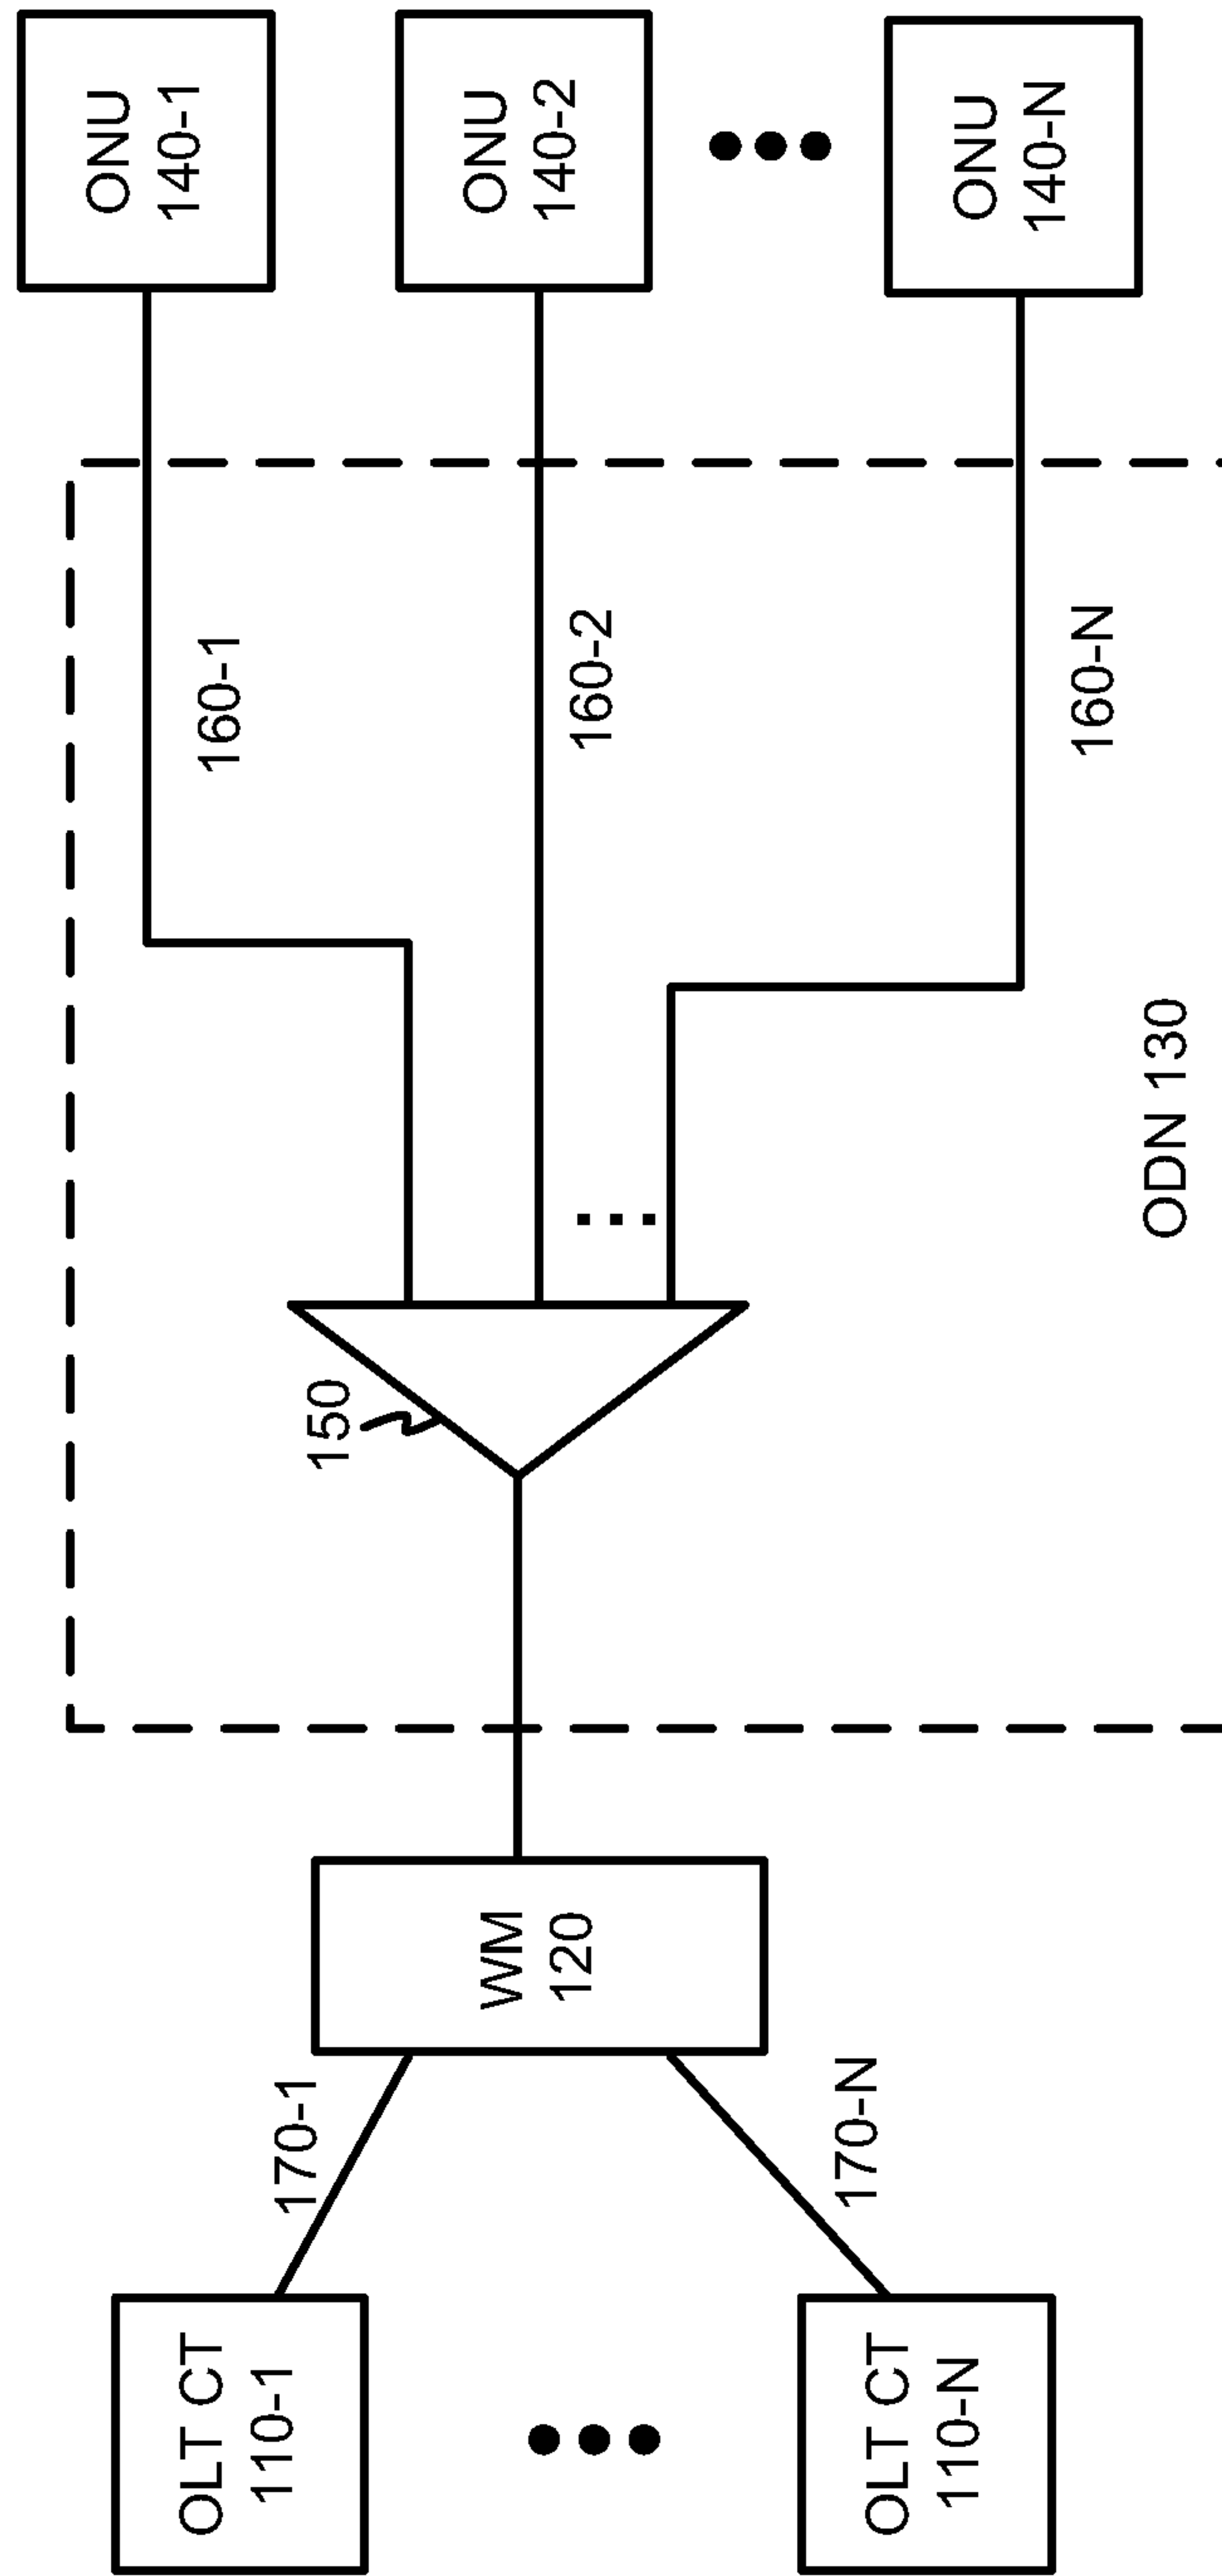 OLT CT
110-1
OLT CT
110-N
170-1
170-N
WM
120
150
ODN 130
160-1
160-2
160-N
ONU
140-1
ONU
140-2
ONU
140-N